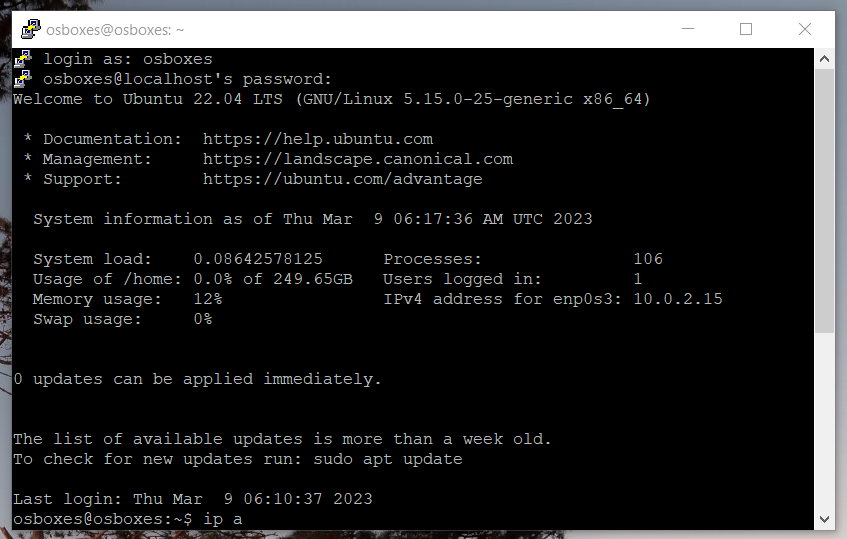 osboxes@osboxes: ~
login as: osboxes
osboxes@localhost's password:
Welcome to Ubuntu 22.04 LTS (GNU/Linux 5.15.0-25-generic x86_64)
* Documentation:  https://help.ubuntu.com
* Management:     https://landscape.canonical.com
* Support:        https://ubuntu.com/advantage
System information as of Thu Mar  9 06:17:36 AM UTC 2023
System load:    0.08642578125      Processes:               106
Usage of /home: 0.0% of 249.65GB   Users logged in:         1
Memory usage:   12%                IPv4 address for enp0s3: 10.0.2.15
Swap usage:     0%
0 updates can be applied immediately.
The list of available updates is more than a week old.
To check for new updates run: sudo apt update
Last login: Thu Mar  9 06:10:37 2023
osboxes@osboxes:~$ ip a